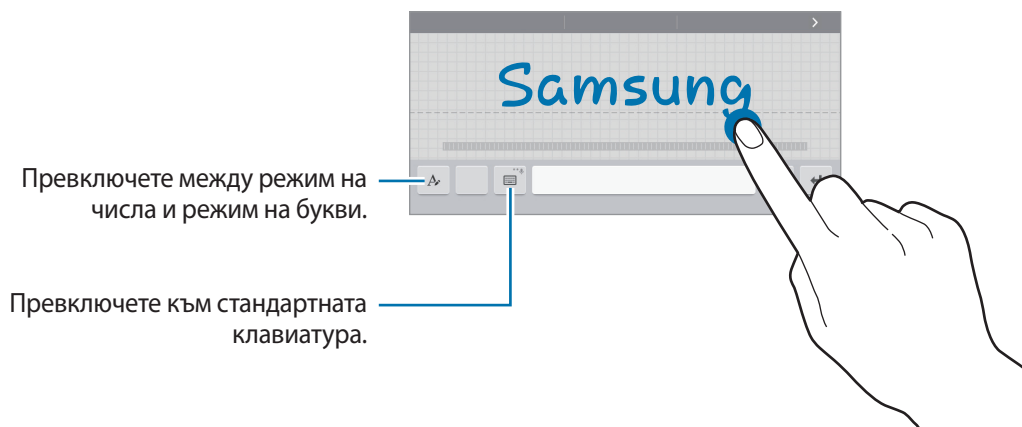 Samsung
Превключете между режим на
числа и режим на букви.
Превключете към стандартната
клавиатура.